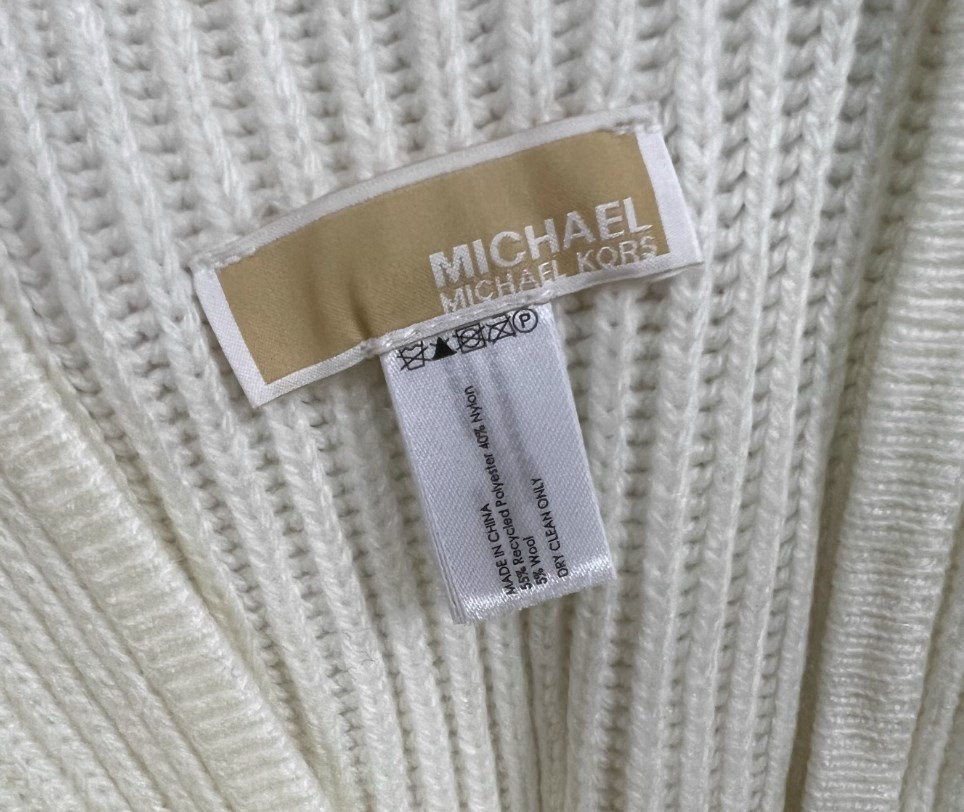 MICHAEL
MICHAEL KORS
P
MADE IN CHINA
55% Recycled Polyester 40% Nylon
5% Wool
DRY CLEAN ONLY